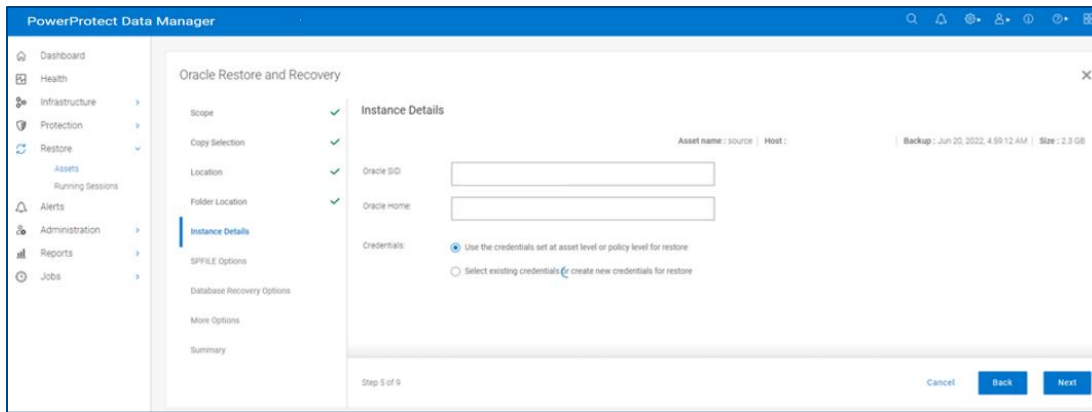 PowerProtect Data Manager
Dashboard
Health
Infrastructure
Protection
Restore
Assets
Running Sessions
Alerts
Administration
Reports
Jobs
Oracle Restore and Recovery
Scope
Copy Selection
Location
Folder Location
Instance Details
SPFILE Options
Database Recovery Options
More Options
Summary
Instance Details
Asset name : source | Host : | Backup : Jun 20, 2022, 4:59:12 AM | Size : 2.3 GB
Oracle SID:
Oracle Home:
Credentials:
Use the credentials set at asset level or policy level for restore
Select existing credentials or create new credentials for restore
Step 5 of 9
Cancel
Back
Next